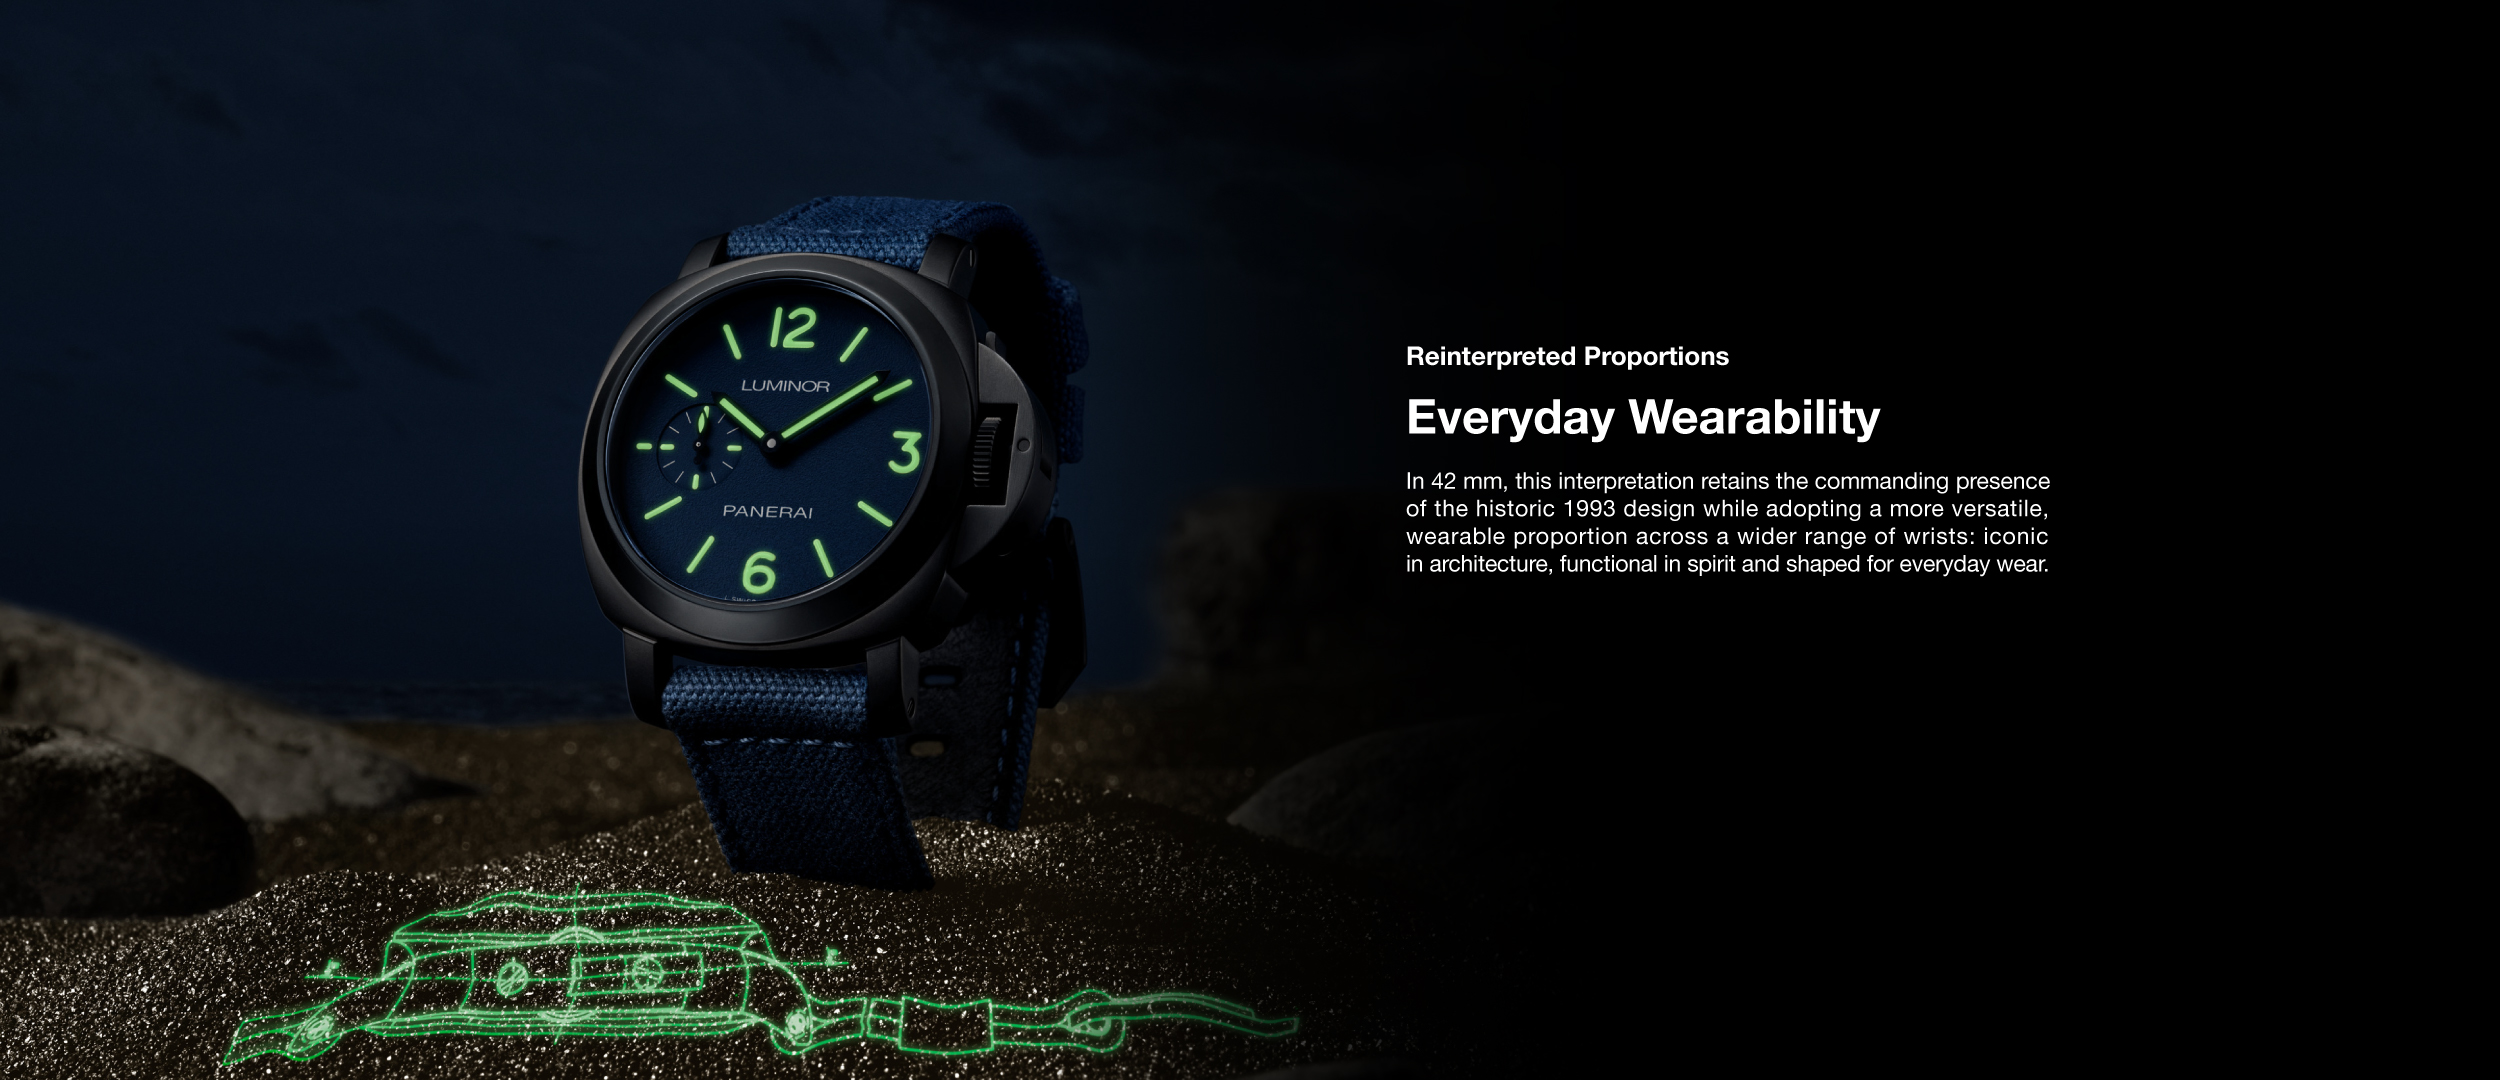 12
LUMINOR
3
PANERAI
6
Reinterpreted Proportions
Everyday Wearability
In 42 mm, this interpretation retains the commanding presence
of the historic 1993 design while adopting a more versatile,
wearable proportion across a wider range of wrists: iconic
in architecture, functional in spirit and shaped for everyday wear.